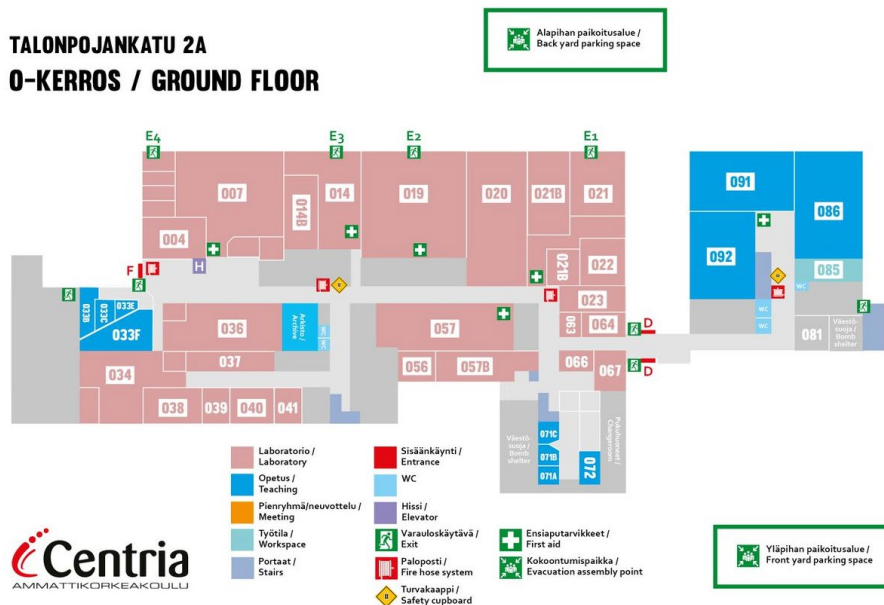 TALONPOJANKATU 2A
0-KERROS / GROUND FLOOR
Alapihan paikoitusalue /
Back yard parking space
E4
E3
E2
E1
007
014B
014
019
020
021B
021
004
H
F
021B
022
023
033B
033C
033E
033F
036
Arkisto /
Archive
WC
WC
057
063
064
D
037
034
056
057B
066
067
D
038
039
040
041
Väestö-
suoja /
Bomb
shelter
071C
071B
071A
072
Pukuhuoneet /
Changeroom
091
086
092
085
WC
WC
WC
081
Väestö-
suoja /
Bomb
shelter
Laboratorio /
Laboratory
Opetus /
Teaching
Pienryhmä/neuvottelu /
Meeting
Työtila /
Workspace
Portaat /
Stairs
Sisäänkäynti /
Entrance
WC
Hissi /
Elevator
Varauloskäytävä /
Exit
Paloposti /
Fire hose system
Turvakaappi /
Safety cupboard
Ensiaputarvikkeet /
First aid
Kokoontumispaikka /
Evacuation assembly point
Yläpihan paikoitusalue /
Front yard parking space
Centria
AMMATTIKORKEAKOULU